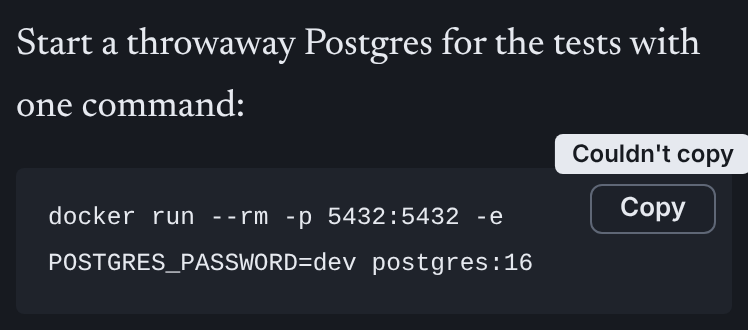 Start a throwaway Postgres for the tests with
one command:
Couldn't copy
Copy
docker run --rm -p 5432:5432 -e
POSTGRES_PASSWORD=dev postgres:16